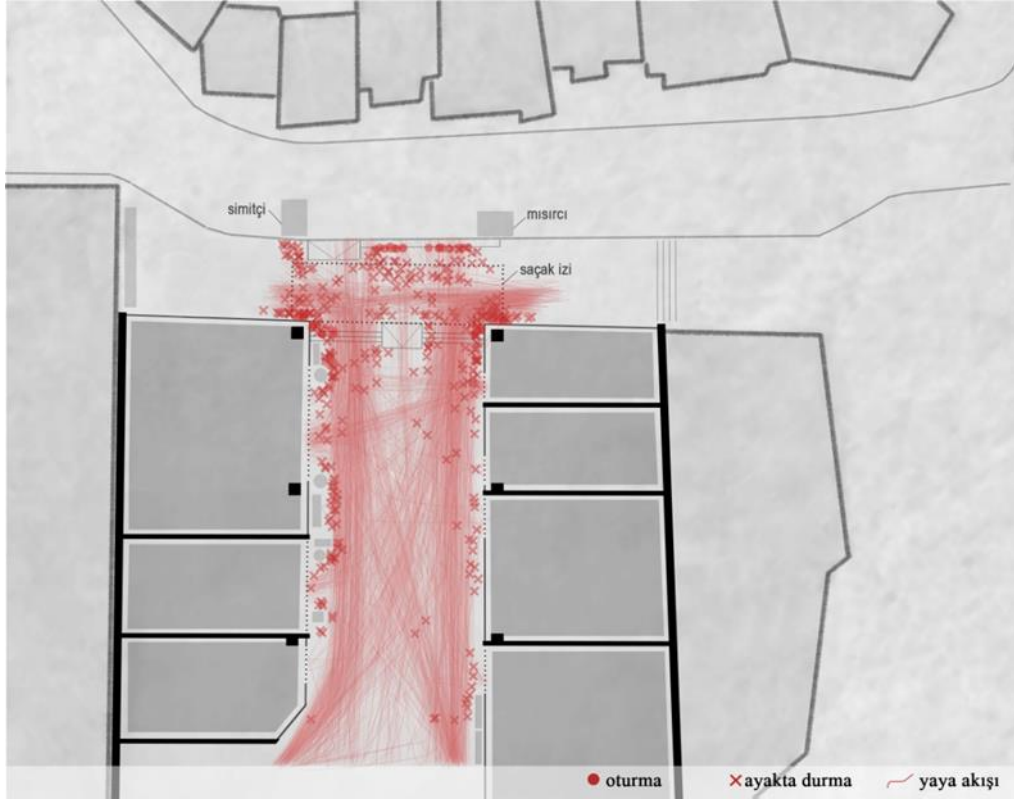 simitçi
mısırcı
saçak izi
oturma
ayakta durma
yaya akışı